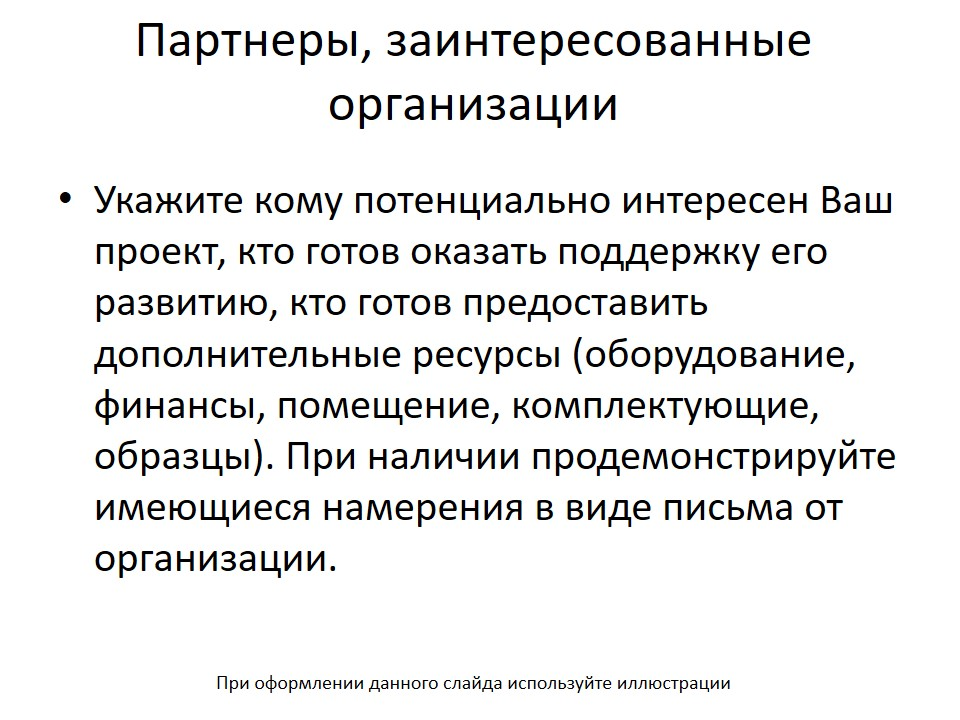 Партнеры, заинтересованные
организации
• Укажите кому потенциально интересен Ваш
проект, кто готов оказать поддержку его
развитию, кто готов предоставить
дополнительные ресурсы (оборудование,
финансы, помещение, комплектующие,
образцы). При наличии продемонстрируйте
имеющиеся намерения в виде письма от
организации.
При оформлении данного слайда используйте иллюстрации